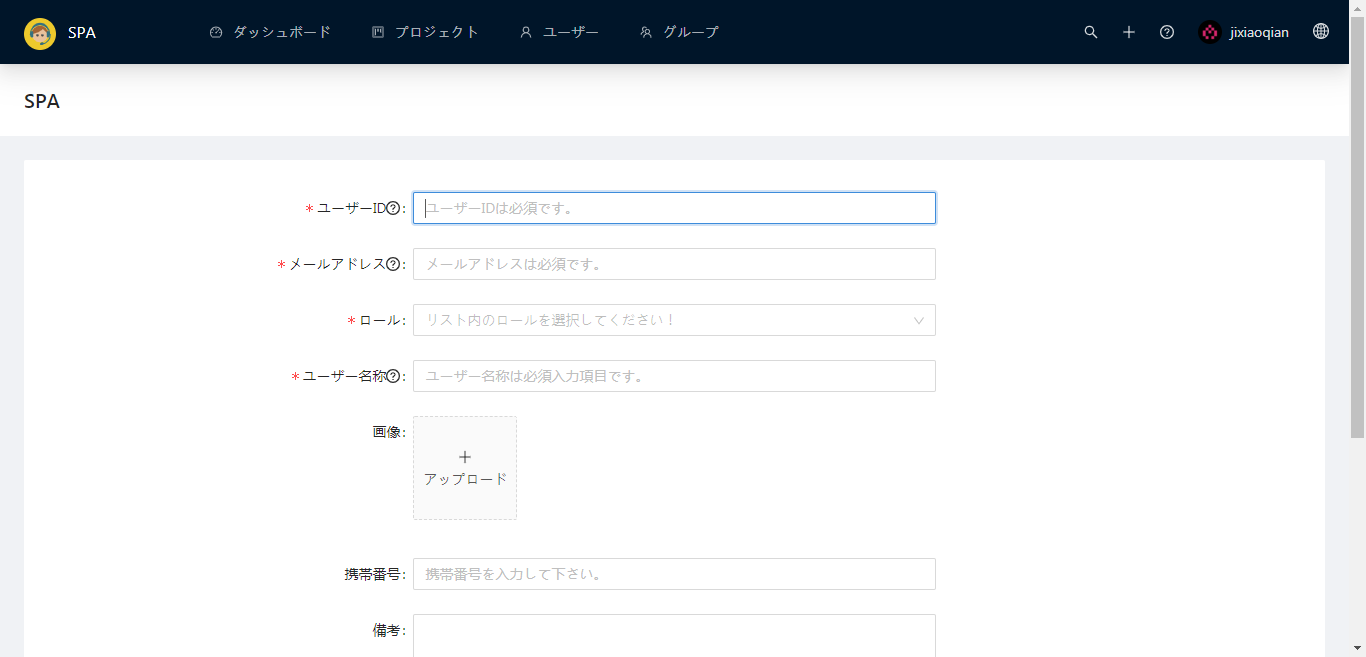 SPA ダッシュボード プロジェクト ユーザー グループ jixiaoqian
SPA
* ユーザーID: ユーザーIDは必須です。
* メールアドレス: メールアドレスは必須です。
* ロール: リスト内のロールを選択してください！
* ユーザー名称: ユーザー名称は必須入力項目です。
画像:
アップロード
携帯番号: 携帯番号を入力して下さい。
備考: